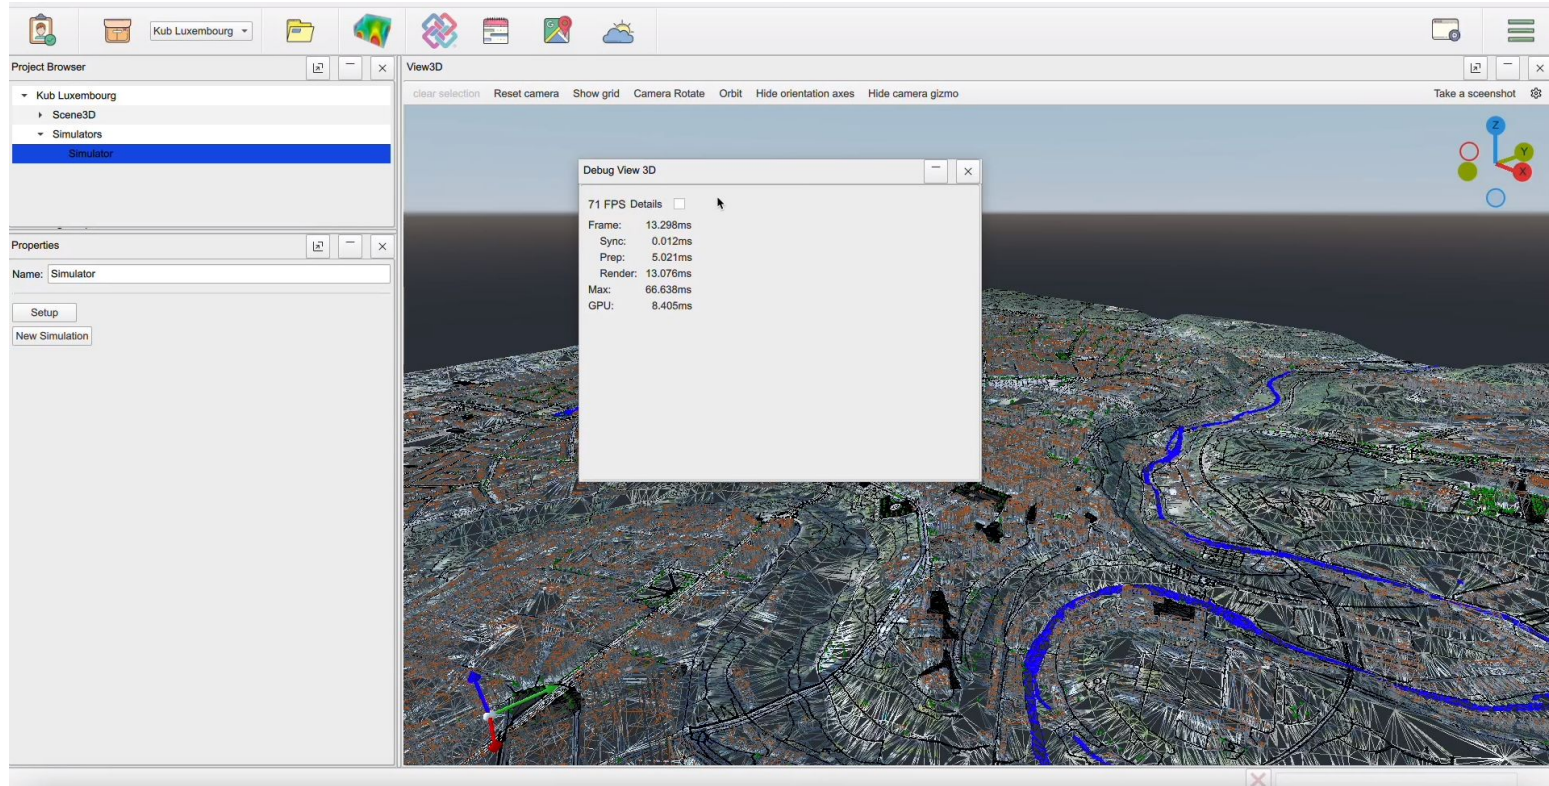 Kub Luxembourg
Project Browser
Kub Luxembourg
Scene3D
Simulators
Simulator
Properties
Name: Simulator
Setup
New Simulation
View3D
clear selection Reset camera Show grid Camera Rotate Orbit Hide orientation axes Hide camera gizmo Take a sceenshot
Z
Y
X
Debug View 3D
71 FPS Details
Frame: 13.298ms
Sync: 0.012ms
Prep: 5.021ms
Render: 13.076ms
Max: 66.638ms
GPU: 8.405ms